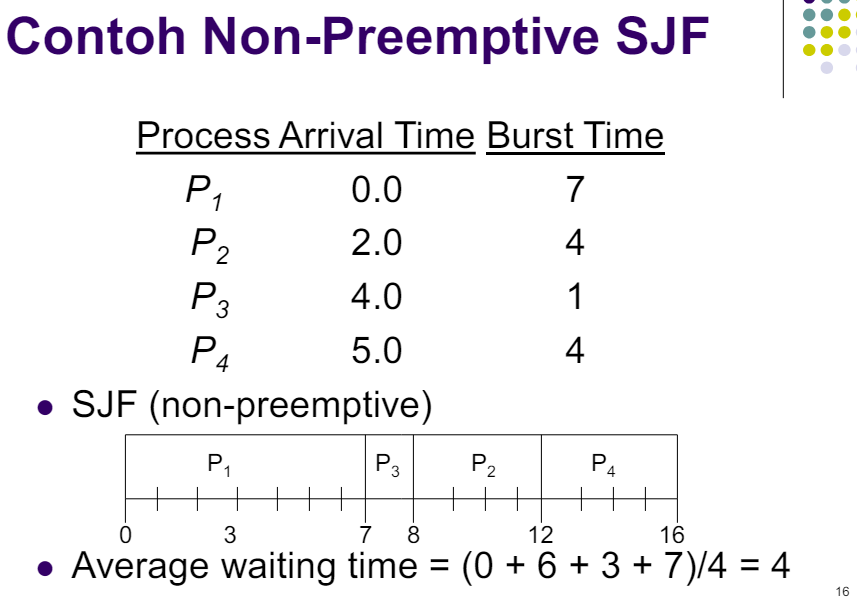 Contoh Non-Preemptive SJF
Process Arrival Time Burst Time
P1 0.0 7
P2 2.0 4
P3 4.0 1
P4 5.0 4
● SJF (non-preemptive)
P1 P3 P2 P4
0 3 7 8 12 16
● Average waiting time = (0 + 6 + 3 + 7)/4 = 4
16